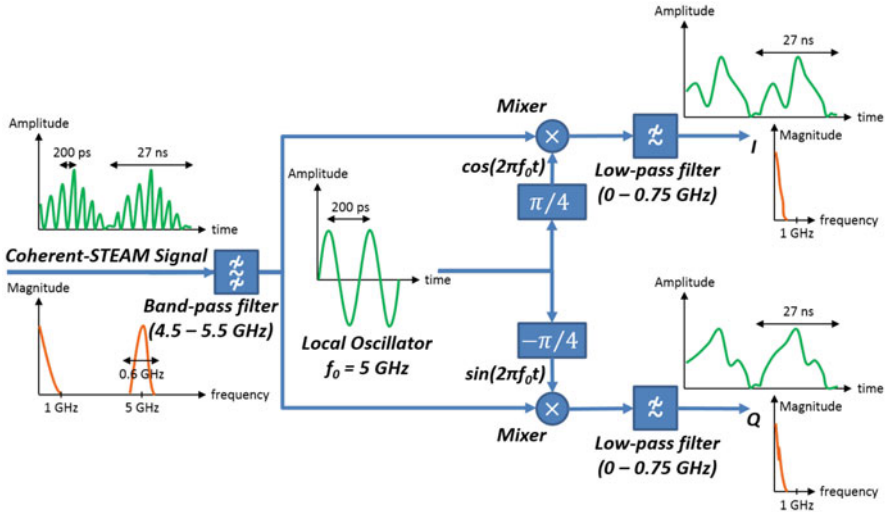 Amplitude
200 ps
27 ns
time
Coherent-STEAM Signal
Magnitude
0.6 GHz
1 GHz
5 GHz
frequency
Band-pass filter
(4.5 – 5.5 GHz)
200 ps
time
Local Oscillator
f₀ = 5 GHz
Mixer
cos(2πf₀t)
π/4
−π/4
sin(2πf₀t)
Mixer
Low-pass filter
(0 – 0.75 GHz)
Amplitude
27 ns
time
I
Magnitude
frequency
1 GHz
Low-pass filter
(0 – 0.75 GHz)
Amplitude
27 ns
time
Q
Magnitude
frequency
1 GHz